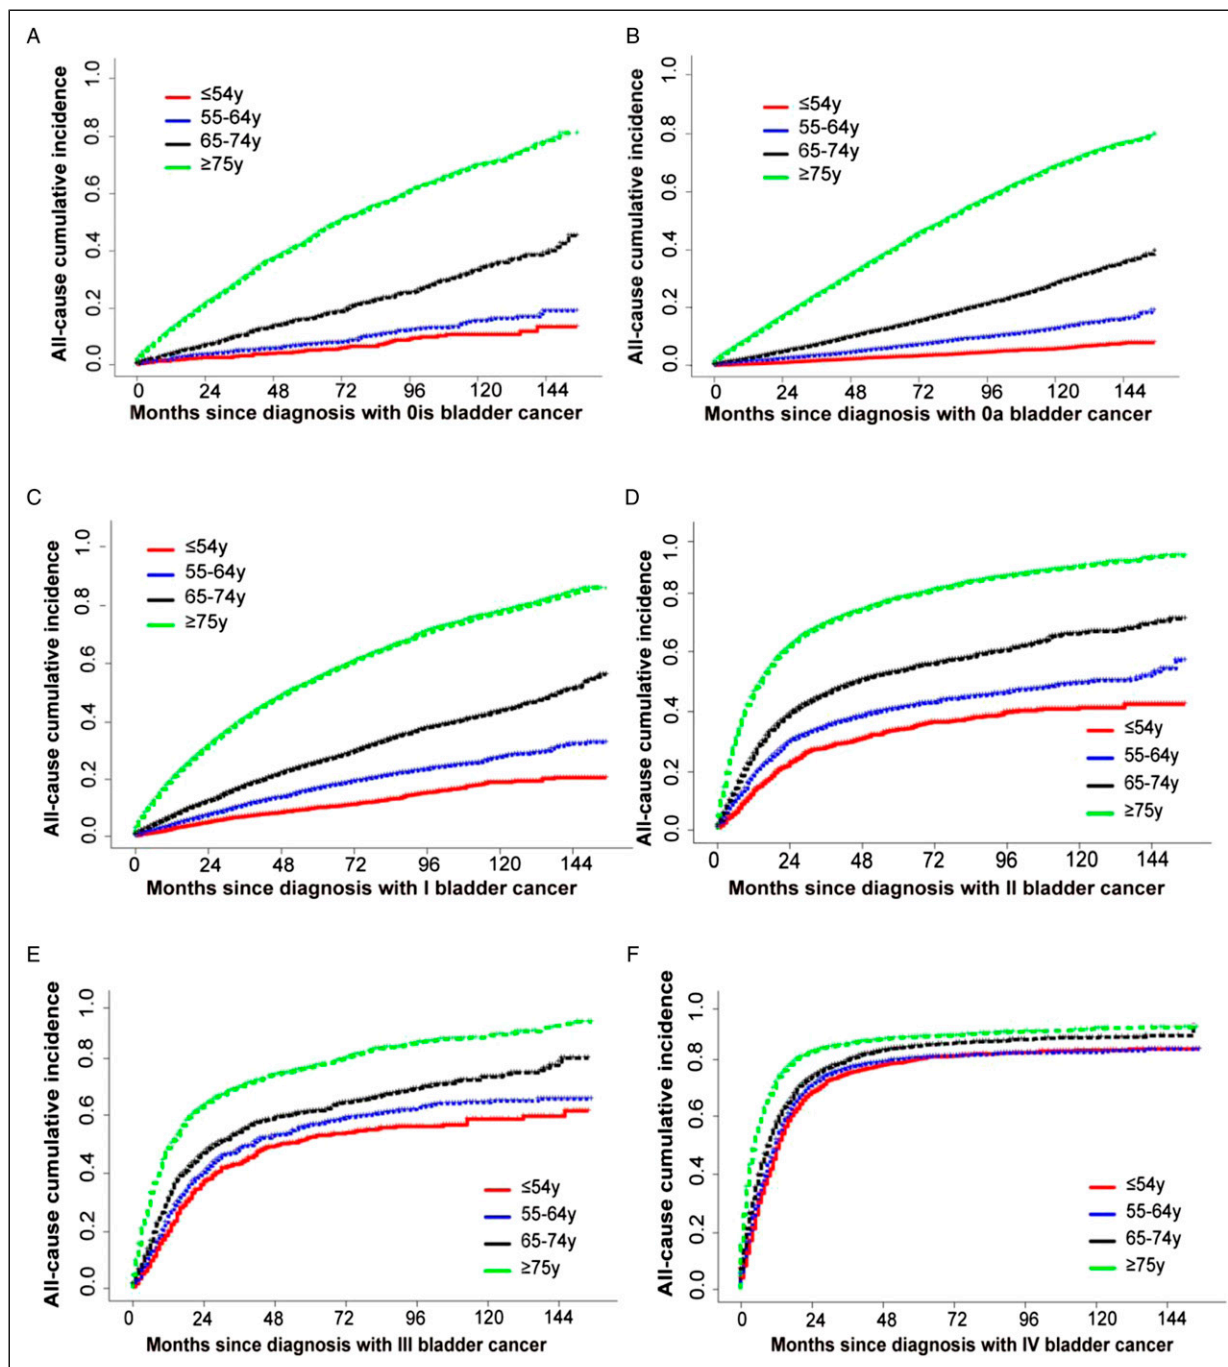 A
All-cause cumulative incidence
1.0
0.8
0.6
0.4
0.2
0.0
≤54y
55-64y
65-74y
≥75y
0 24 48 72 96 120 144
Months since diagnosis with 0is bladder cancer
B
All-cause cumulative incidence
1.0
0.8
0.6
0.4
0.2
0.0
≤54y
55-64y
65-74y
≥75y
0 24 48 72 96 120 144
Months since diagnosis with 0a bladder cancer
C
All-cause cumulative incidence
1.0
0.8
0.6
0.4
0.2
0.0
≤54y
55-64y
65-74y
≥75y
0 24 48 72 96 120 144
Months since diagnosis with I bladder cancer
D
All-cause cumulative incidence
1.0
0.8
0.6
0.4
0.2
0.0
≤54y
55-64y
65-74y
≥75y
0 24 48 72 96 120 144
Months since diagnosis with II bladder cancer
E
All-cause cumulative incidence
1.0
0.8
0.6
0.4
0.2
0.0
≤54y
55-64y
65-74y
≥75y
0 24 48 72 96 120 144
Months since diagnosis with III bladder cancer
F
All-cause cumulative incidence
1.0
0.8
0.6
0.4
0.2
0.0
≤54y
55-64y
65-74y
≥75y
0 24 48 72 96 120 144
Months since diagnosis with IV bladder cancer